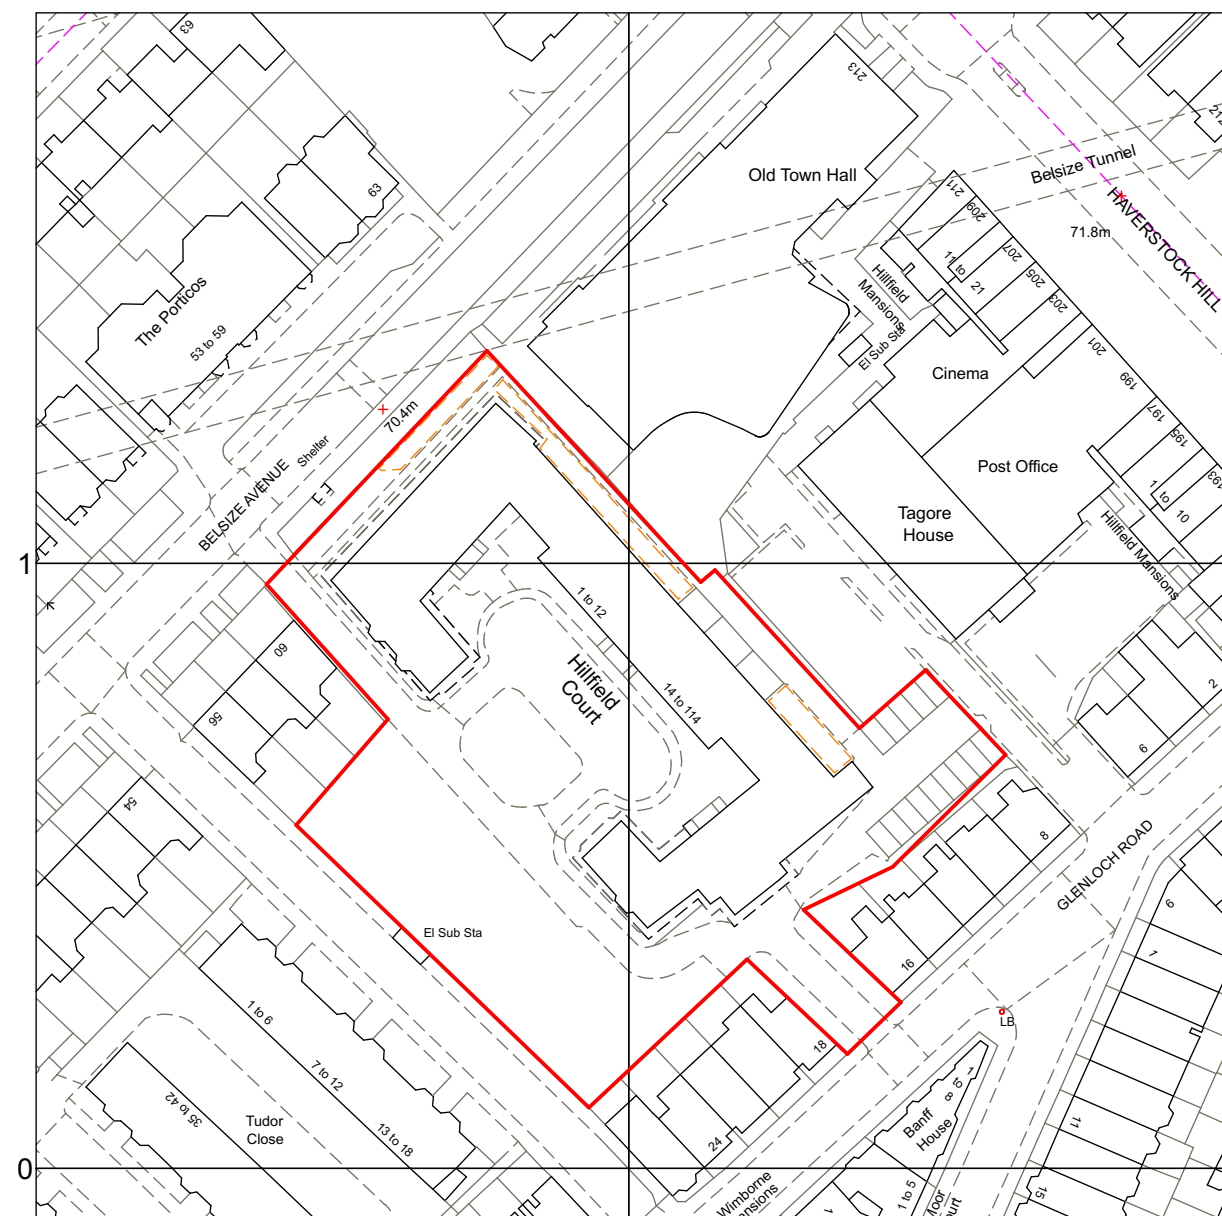 63
213
Old Town Hall
Belsize Tunnel
HAVERSTOCK HILL
71.8m
63
The Porticos
53 to 59
211
209
207
205
203
201
199
197
195
193
11 to
21
Hillfield
Mansions
El Sub Sta
Cinema
Post Office
Tagore
House
1 to
10
Hillfield Mansions
70.4m
Shelter
BELSIZE AVENUE
1
1 to 12
Hillfield
Court
14 to 114
60
56
54
2
6
8
GLENLOCH ROAD
El Sub Sta
16
18
24
LB
6
7
11
15
1 to 6
7 to 12
13 to 18
35 to 42
Tudor
Close
0
Banff
House
1 to 8
1 to 5
Wimborne